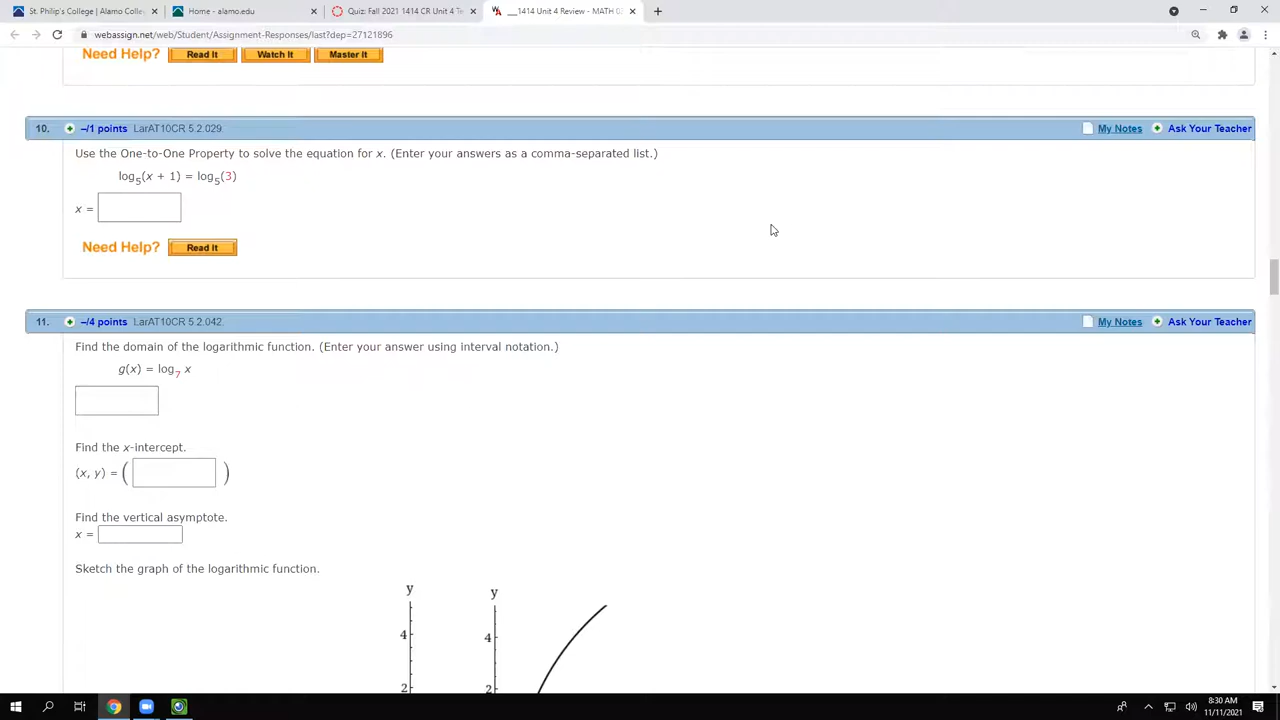 St. Philip's College | Alamo Colle
Home - alamo.edu
Quiz: Fall 2021 1414 CR Unit 4 Te
__1414 Unit 4 Review - MATH 0
webassign.net/web/Student/Assignment-Responses/last?dep=27121896
Need Help? Read It Watch It Master It
10. –/1 points LarAT10CR 5.2.029. My Notes Ask Your Teacher
Use the One-to-One Property to solve the equation for x. (Enter your answers as a comma-separated list.)
log5(x + 1) = log5(3)
x =
Need Help? Read It
11. –/4 points LarAT10CR 5.2.042. My Notes Ask Your Teacher
Find the domain of the logarithmic function. (Enter your answer using interval notation.)
g(x) = log7 x
Find the x-intercept.
(x, y) = ( )
Find the vertical asymptote.
x =
Sketch the graph of the logarithmic function.
y y
4 4
2 2
8:30 AM
11/11/2021